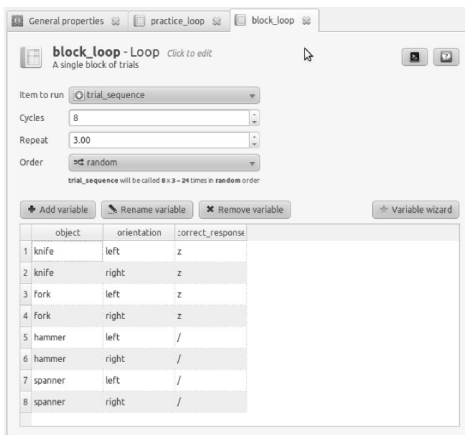 General properties practice_loop block_loop
block_loop - Loop Click to edit
A single block of trials
Item to run trial_sequence
Cycles 8
Repeat 3.00
Order random
trial_sequence will be called 8 x 3 = 24 times in random order
Add variable Rename variable Remove variable Variable wizard
object orientation :orrect_response
1 knife left z
2 knife right z
3 fork left z
4 fork right z
5 hammer left /
6 hammer right /
7 spanner left /
8 spanner right /